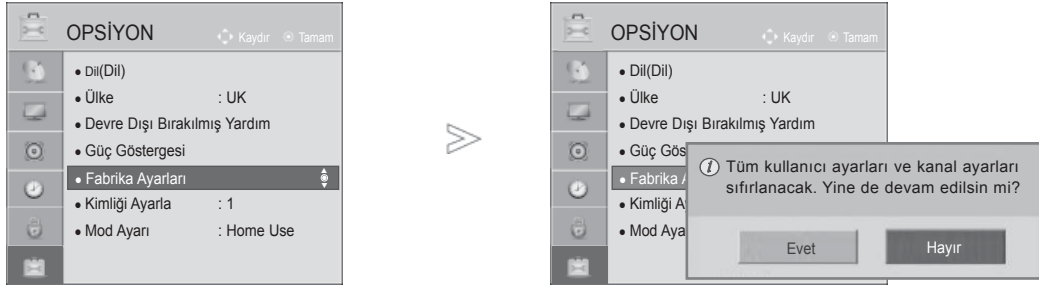 OPSİYON
Kaydır Tamam
• Dil(Dil)
• Ülke : UK
• Devre Dışı Bırakılmış Yardım
• Güç Göstergesi
• Fabrika Ayarları
• Kimliği Ayarla : 1
• Mod Ayarı : Home Use
OPSİYON
Kaydır Tamam
• Dil(Dil)
• Ülke : UK
• Devre Dışı Bırakılmış Yardım
• Güç Gös
• Fabrika A
• Kimliği A
• Mod Aya
Tüm kullanıcı ayarları ve kanal ayarları
sıfırlanacak. Yine de devam edilsin mi?
Evet Hayır